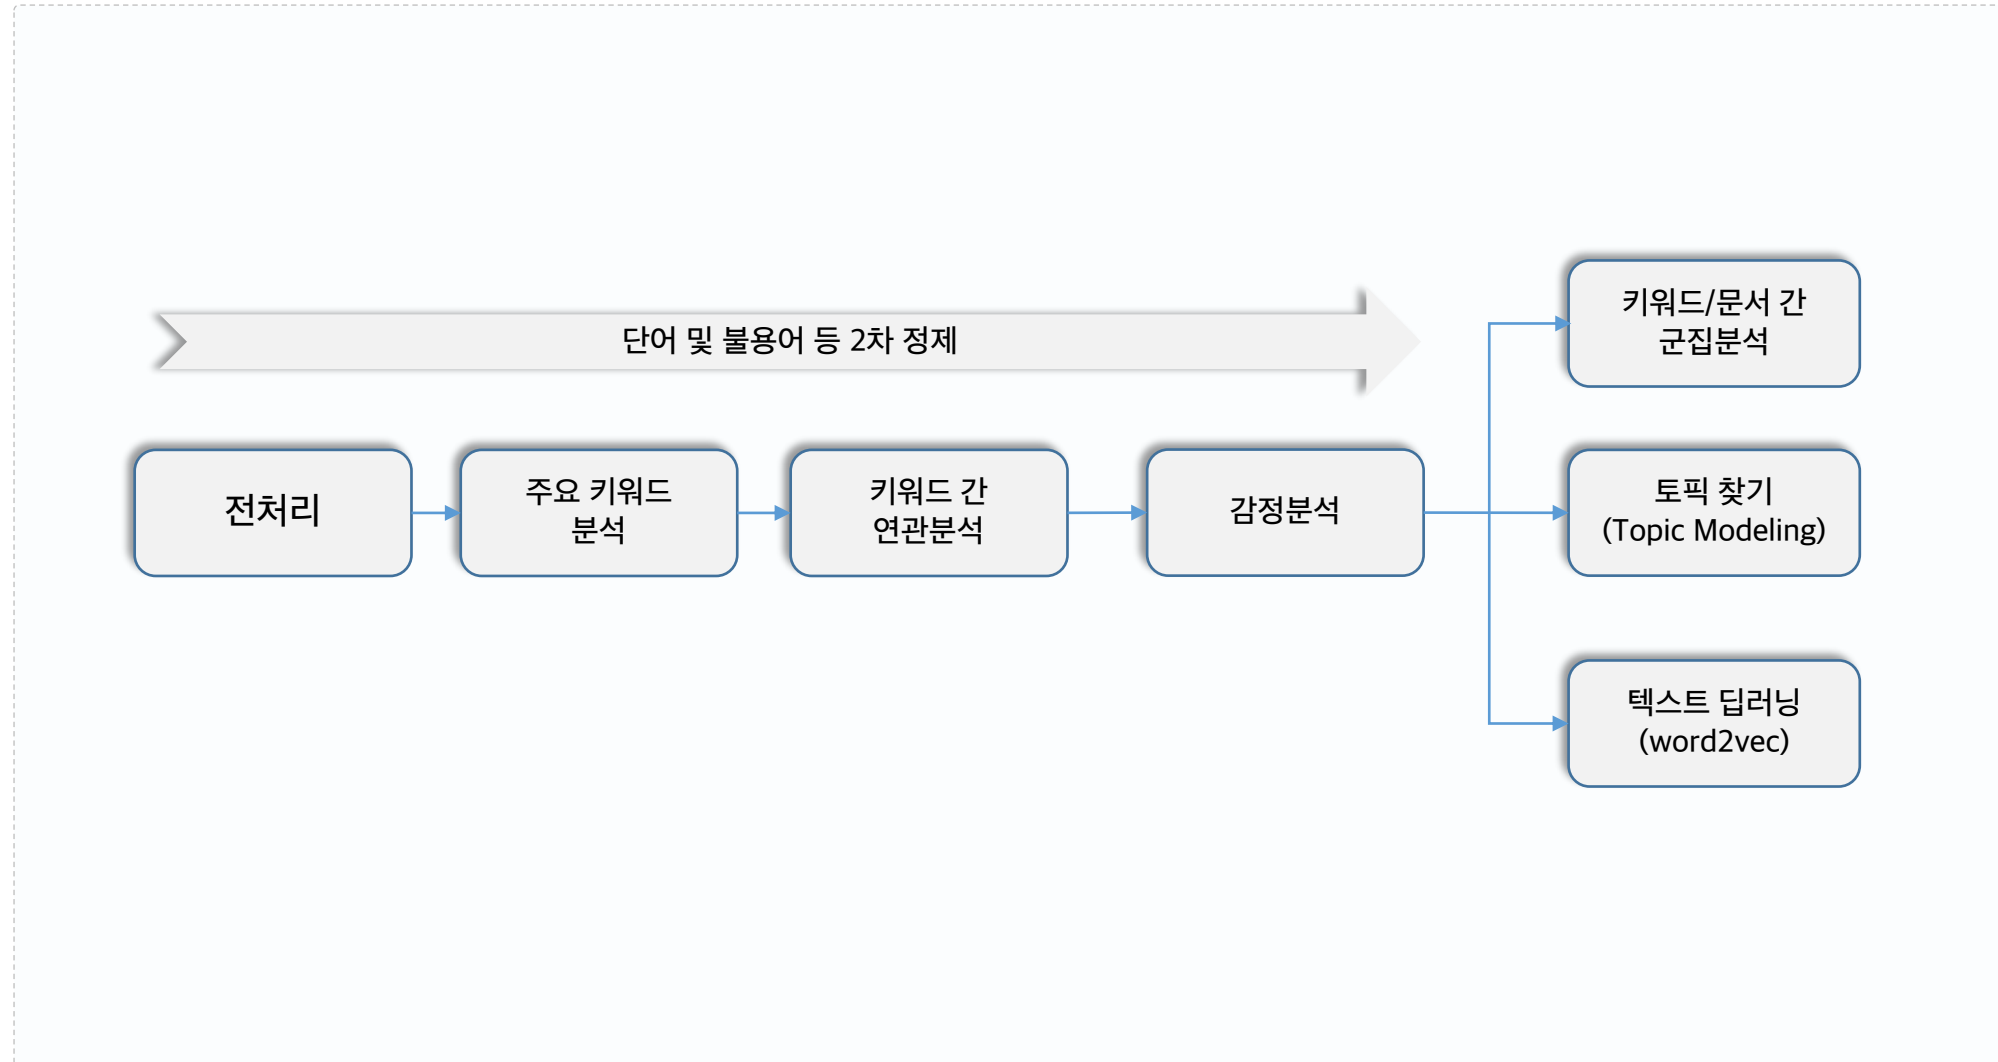 단어 및 불용어 등 2차 정제
전처리
주요 키워드
분석
키워드 간
연관분석
감정분석
키워드/문서 간
군집분석
토픽 찾기
(Topic Modeling)
텍스트 딥러닝
(word2vec)